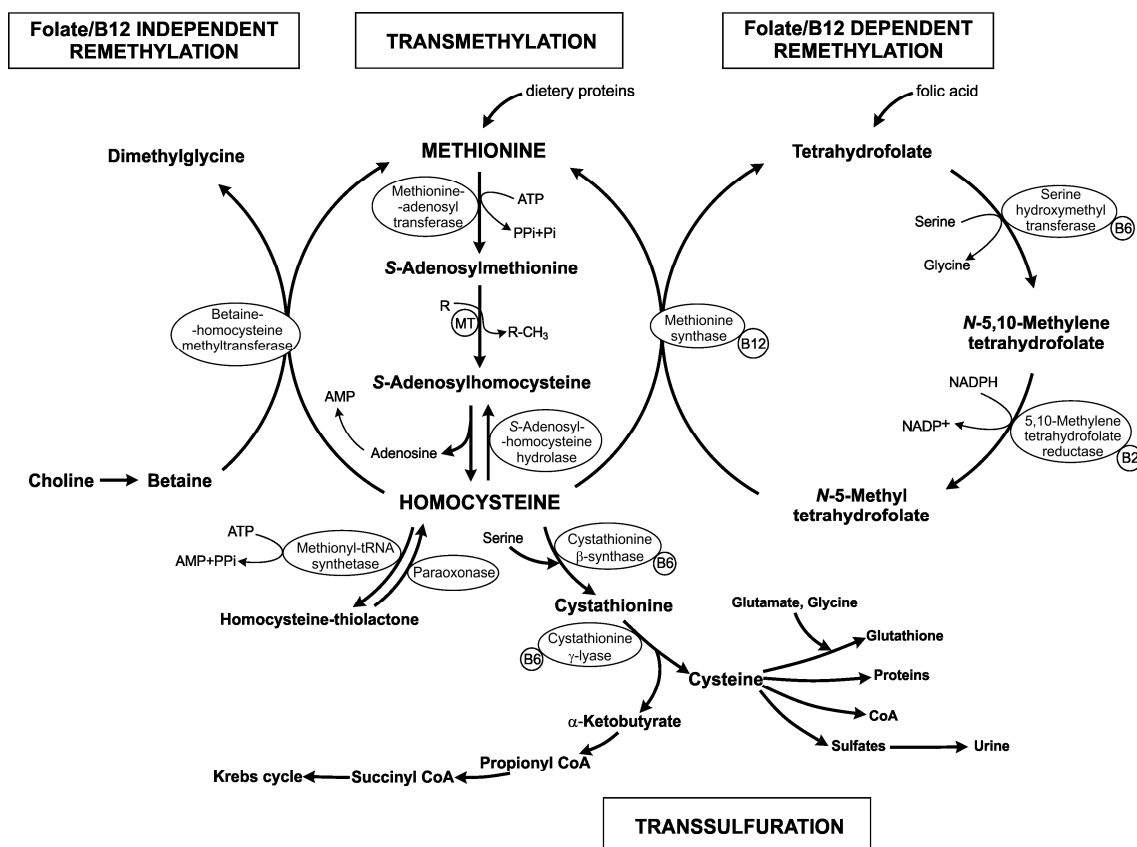 Folate/B12 INDEPENDENT
REMETHYLATION
TRANSMETHYLATION
Folate/B12 DEPENDENT
REMETHYLATION
dietery proteins
folic acid
Dimethylglycine
METHIONINE
Tetrahydrofolate
Methionine-
-adenosyl
transferase
ATP
PPi+Pi
Serine
hydroxymethyl
transferase
B6
Serine
Glycine
S-Adenosylmethionine
Betaine-
-homocysteine
methyltransferase
R
MT
R-CH3
Methionine
synthase
B12
N-5,10-Methylene
tetrahydrofolate
S-Adenosylhomocysteine
NADPH
NADP+
5,10-Methylene
tetrahydrofolate
reductase
B2
AMP
Adenosine
S-Adenosyl-
-homocysteine
hydrolase
Choline
Betaine
HOMOCYSTEINE
N-5-Methyl
tetrahydrofolate
ATP
AMP+PPi
Methionyl-tRNA
synthetase
Paraoxonase
Serine
Cystathionine
β-synthase
B6
Homocysteine-thiolactone
Cystathionine
Glutamate, Glycine
Cystathionine
γ-lyase
B6
Glutathione
Cysteine
Proteins
CoA
α-Ketobutyrate
Sulfates
Urine
Propionyl CoA
Succinyl CoA
Krebs cycle
TRANSSULFURATION